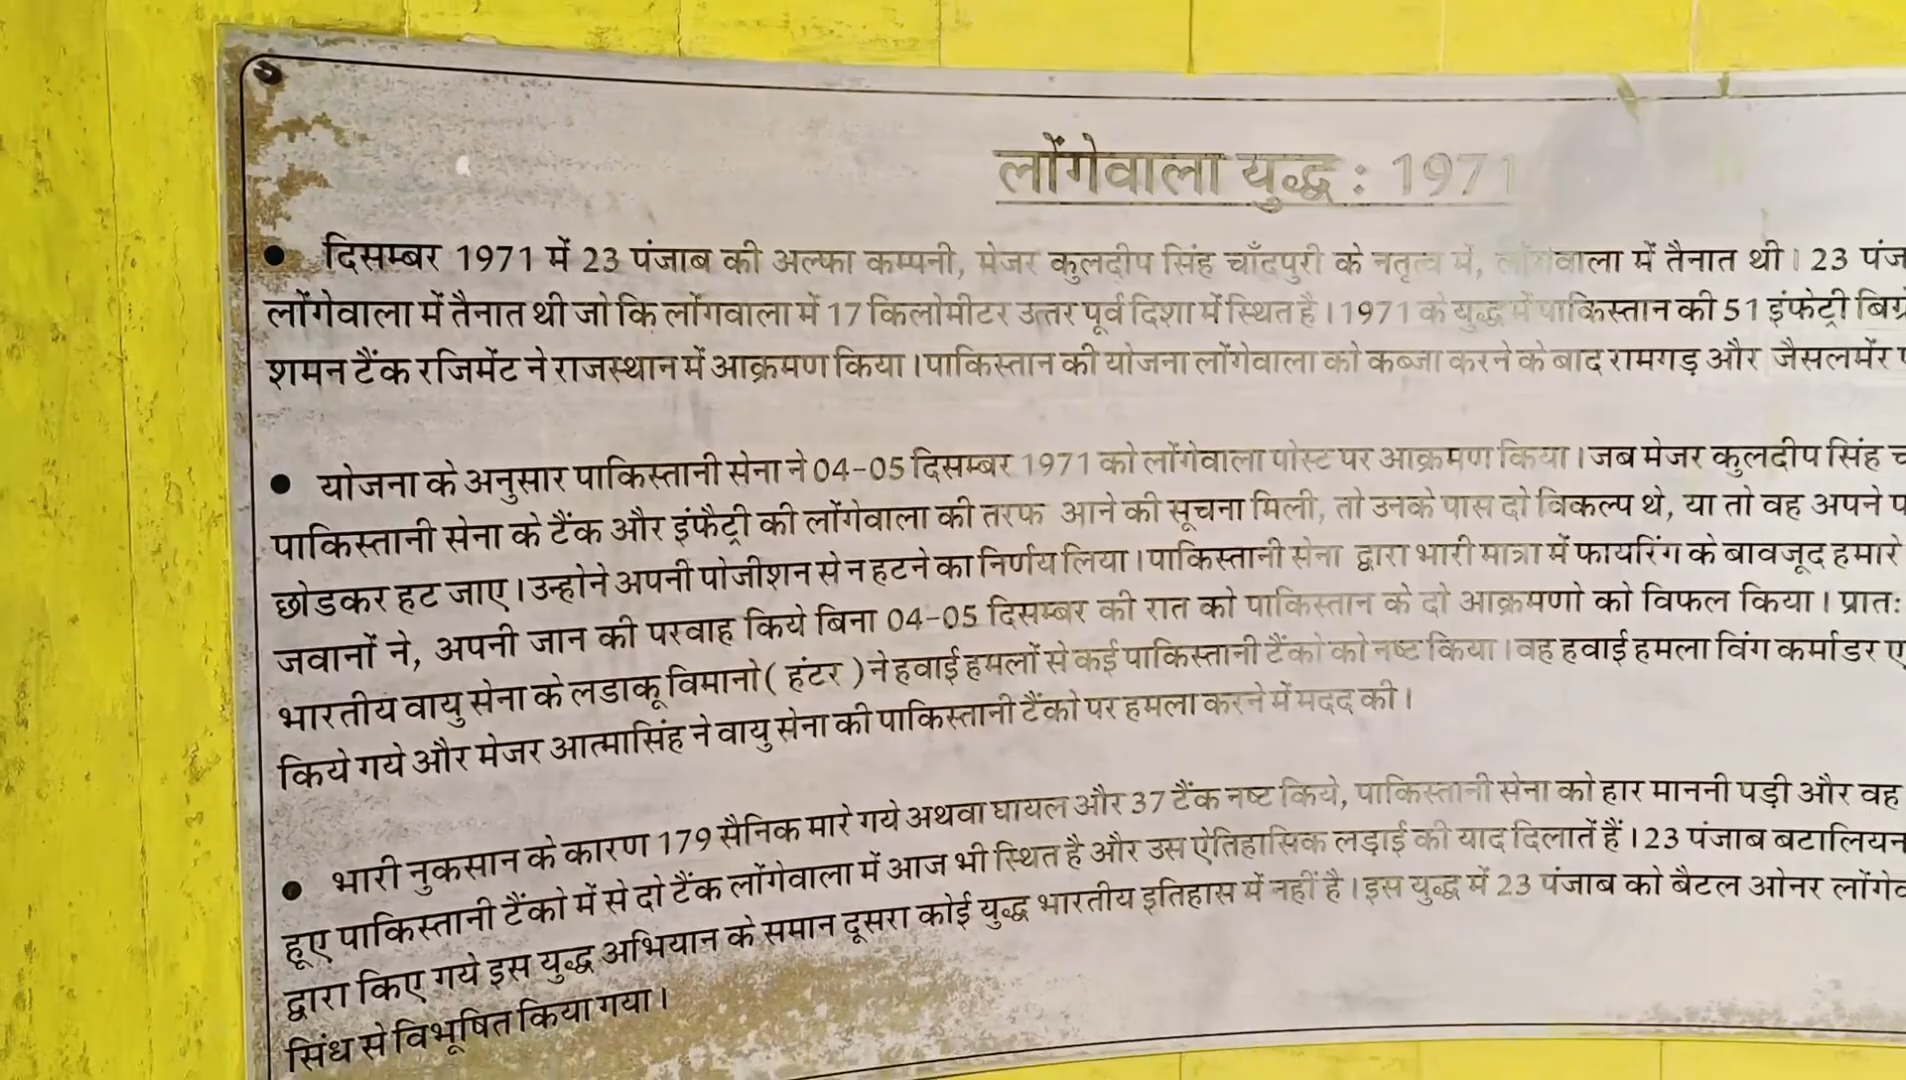 लोंगेवाला युद्ध : 1971
• दिसम्बर 1971 में 23 पंजाब की अल्फा कम्पनी, मेजर कुलदीप सिंह चाँदपुरी के नतृत्व में, लोंगेवाला में तैनात थी। 23 पंज
लोंगेवाला में तैनात थी जो कि लोंगवाला में 17 किलोमीटर उत्तर पूर्व दिशा में स्थित है। 1971 के युद्ध में पाकिस्तान की 51 इंफेट्री बिग्रे
शमन टैंक रजिमेंट ने राजस्थान में आक्रमण किया। पाकिस्तान की योजना लोंगेवाला को कब्जा करने के बाद रामगड़ और जैसलमेंर
• योजना के अनुसार पाकिस्तानी सेना ने 04-05 दिसम्बर 1971 को लोंगेवाला पोस्ट पर आक्रमण किया। जब मेजर कुलदीप सिंह च
पाकिस्तानी सेना के टैंक और इंफैट्री की लोंगेवाला की तरफ आने की सूचना मिली, तो उनके पास दो विकल्प थे, या तो वह अपने प
छोडकर हट जाए। उन्होने अपनी पोजीशन से न हटने का निर्णय लिया। पाकिस्तानी सेना द्वारा भारी मात्रा में फायरिंग के बावजूद हमारे
जवानों ने, अपनी जान की परवाह किये बिना 04-05 दिसम्बर की रात को पाकिस्तान के दो आक्रमणो को विफल किया। प्रातः
भारतीय वायु सेना के लडाकू विमानो( हंटर ) ने हवाई हमलों से कई पाकिस्तानी टैंको को नष्ट किया। वह हवाई हमला विंग कर्माडर ए
किये गये और मेजर आत्मासिंह ने वायु सेना की पाकिस्तानी टैंको पर हमला करने में मदद की।
• भारी नुकसान के कारण 179 सैनिक मारे गये अथवा घायल और 37 टैंक नष्ट किये, पाकिस्तानी सेना को हार माननी पड़ी और वह
हूए पाकिस्तानी टैंको में से दो टैंक लोंगेवाला में आज भी स्थित है और उस ऐतिहासिक लड़ाई की याद दिलातें हैं। 23 पंजाब बटालियन
द्वारा किए गये इस युद्ध अभियान के समान दूसरा कोई युद्ध भारतीय इतिहास में नहीं है। इस युद्ध में 23 पंजाब को बैटल ओनर लोंगेव
सिंध से विभूषित किया गया।